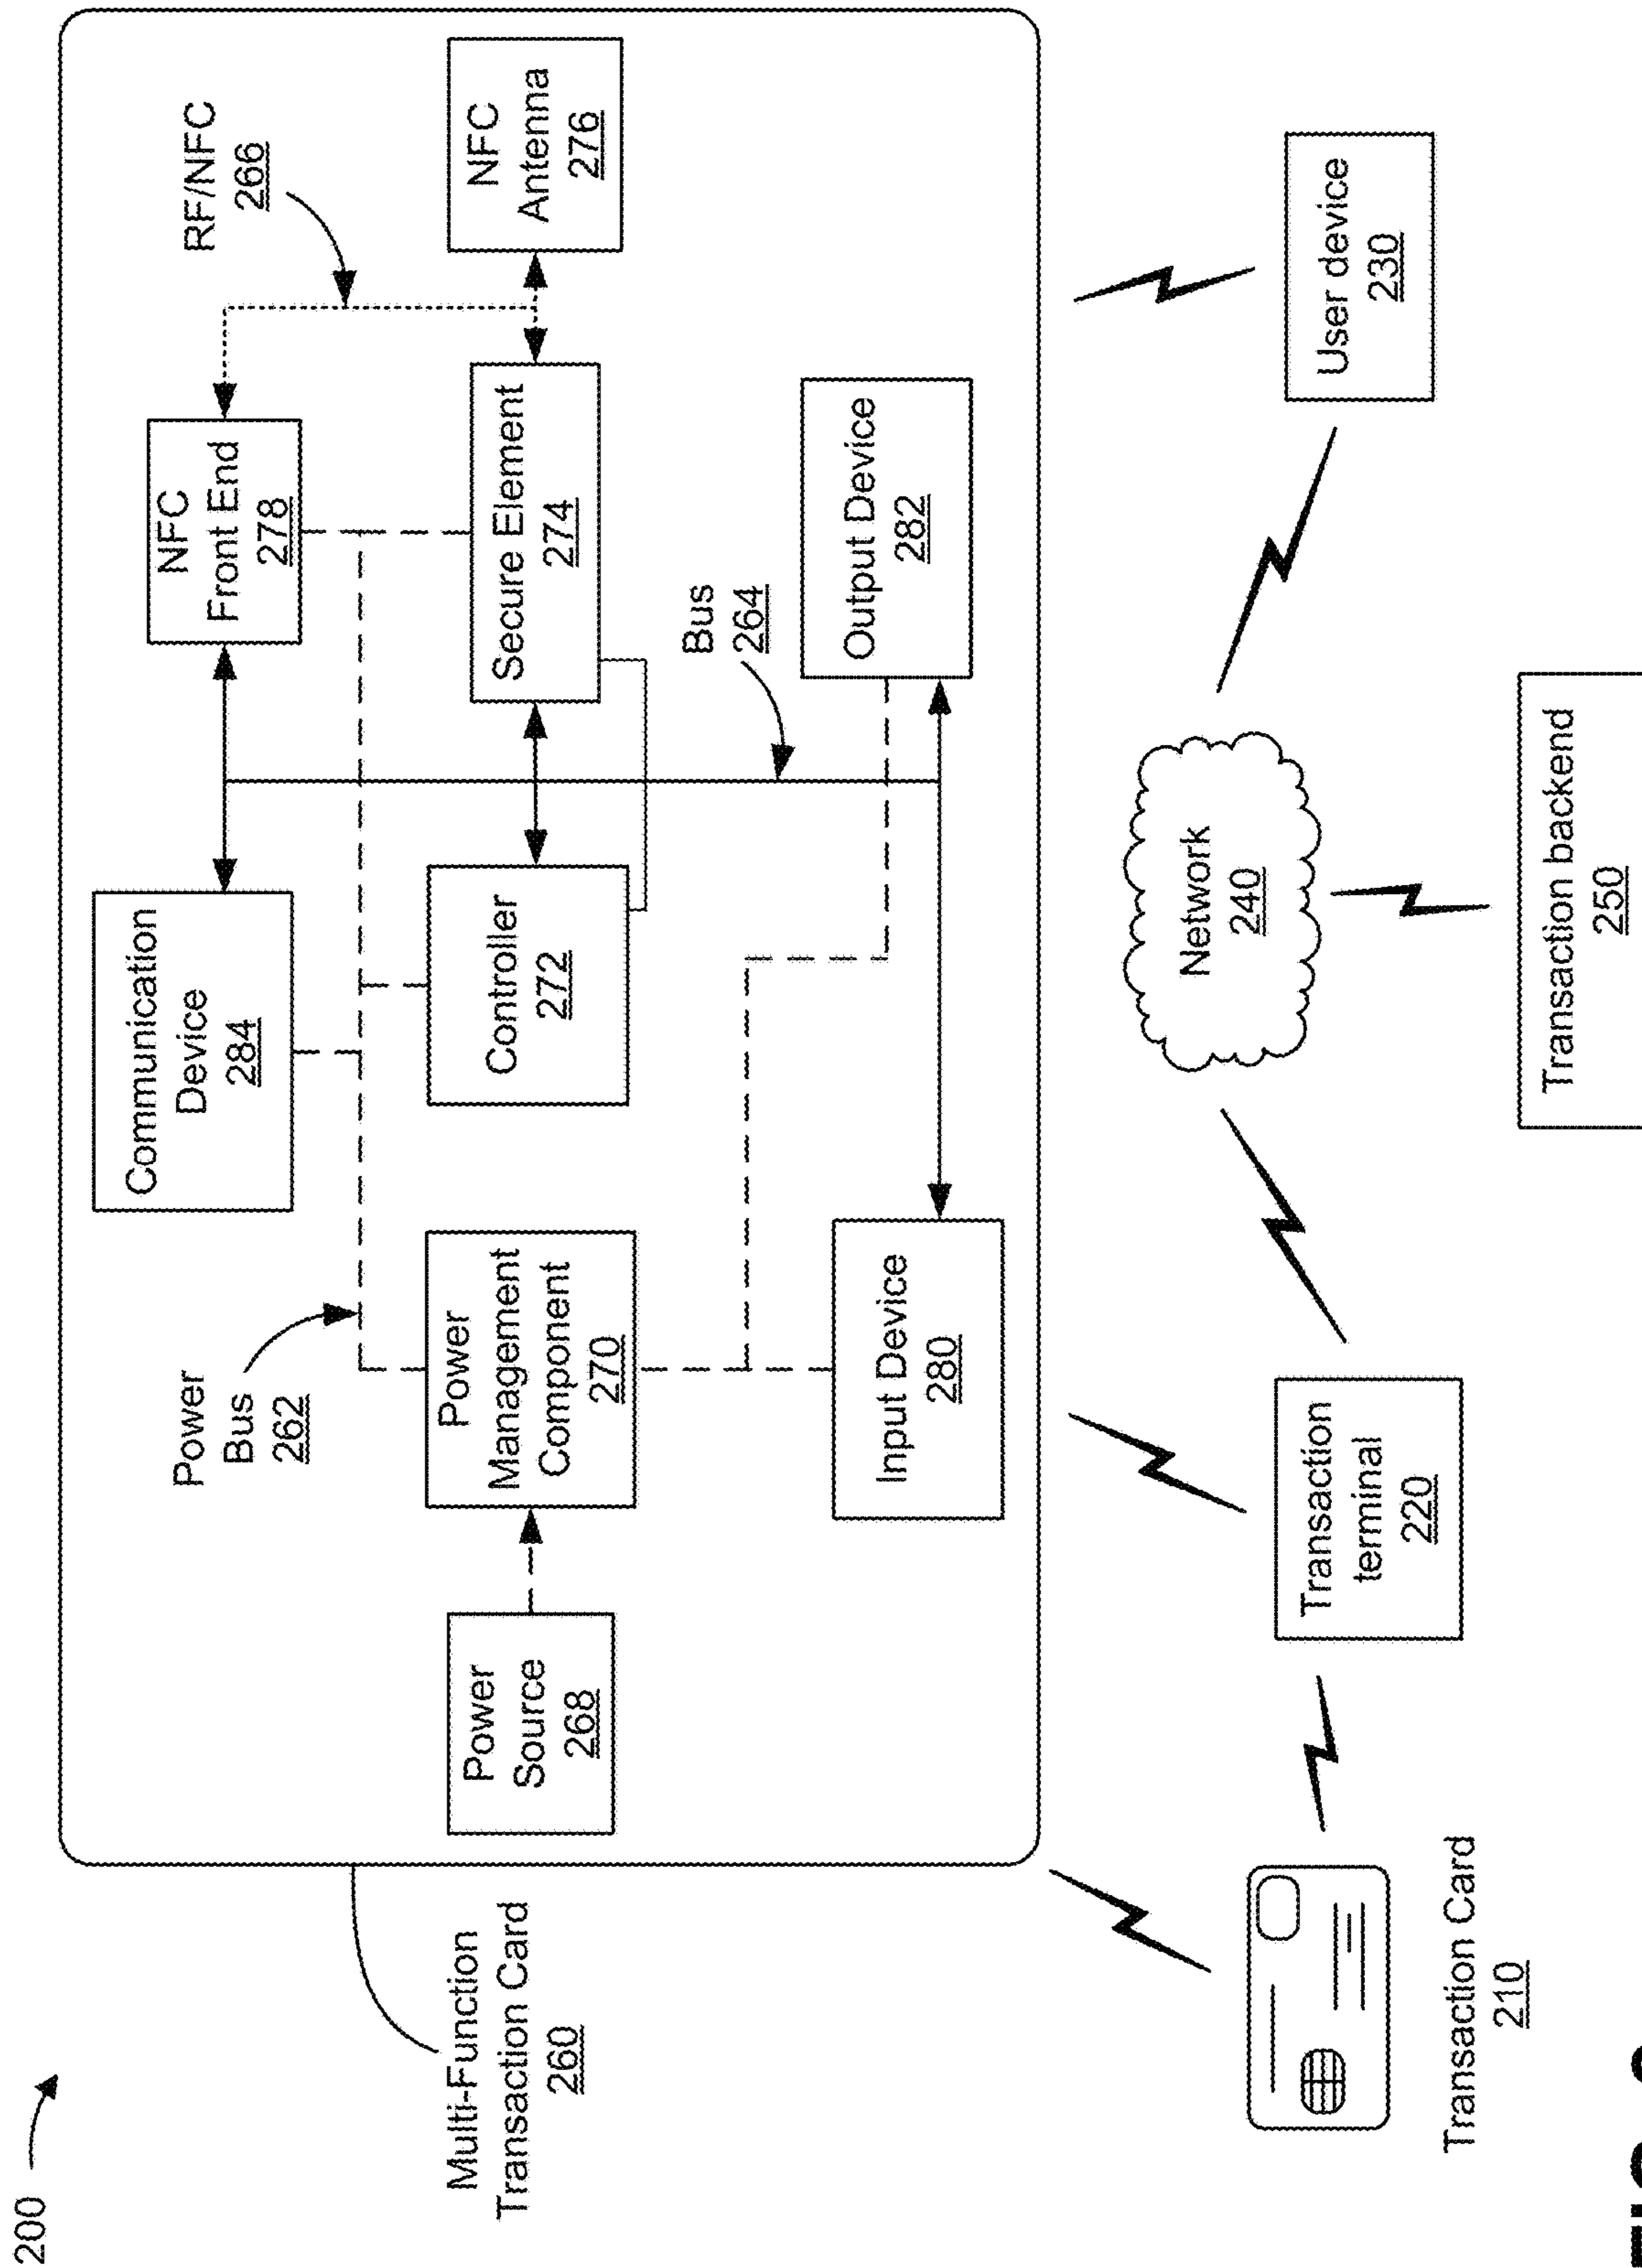 200
Multi-Function
Transaction Card
260
Power
Bus
262
Communication
Device
284
NFC
Front End
278
RF/NFC
266
Power
Source
268
Power
Management
Component
270
Controller
272
Secure Element
274
NFC
Antenna
276
Bus
264
Input Device
280
Output Device
282
Transaction Card
210
Transaction
terminal
220
Network
240
User device
230
Transaction backend
250